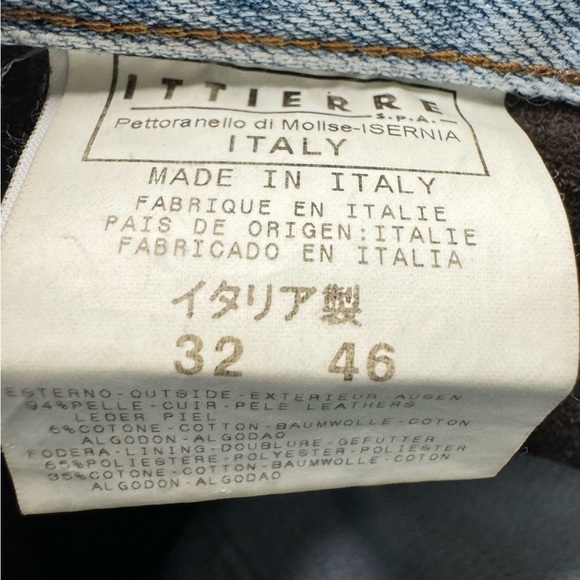 ITTIERRE
S.P.A.
Pettoranello di Molise-ISERNIA
ITALY
MADE IN ITALY
FABRIQUE EN ITALIE
PAIS DE ORIGEN:ITALIE
FABRICADO EN ITALIA
イタリア製
32 46
ESTERNO-OUTSIDE-EXTERIEUR-AUSEN
94%PELLE-CUIR-PELE LEATHERS
LEDER PIEL
6%COTONE-COTTON-BAUMWOLLE-COTON
ALGODON-ALGODAO
FODERA-LINING-DOUBLURE-GEFUTTER
65%POLIESTERE-POLYESTER-POLIESTER
35%COTONE-COTTON-BAUMWOLLE-COTON
ALGODON-ALGODAO